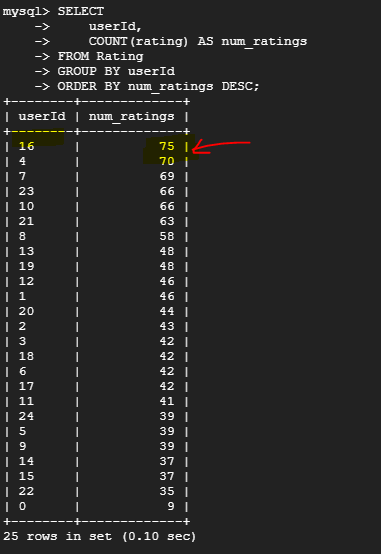 mysql> SELECT
    ->     userId,
    ->     COUNT(rating) AS num_ratings
    -> FROM Rating
    -> GROUP BY userId
    -> ORDER BY num_ratings DESC;
+--------+-------------+
| userId | num_ratings |
+--------+-------------+
| 16     |          75 |
| 4      |          70 |
| 7      |          69 |
| 23     |          66 |
| 10     |          66 |
| 21     |          63 |
| 8      |          58 |
| 13     |          48 |
| 19     |          48 |
| 12     |          46 |
| 1      |          46 |
| 20     |          44 |
| 2      |          43 |
| 3      |          42 |
| 18     |          42 |
| 6      |          42 |
| 17     |          42 |
| 11     |          41 |
| 24     |          39 |
| 5      |          39 |
| 9      |          39 |
| 14     |          37 |
| 15     |          37 |
| 22     |          35 |
| 0      |           9 |
+--------+-------------+
25 rows in set (0.10 sec)